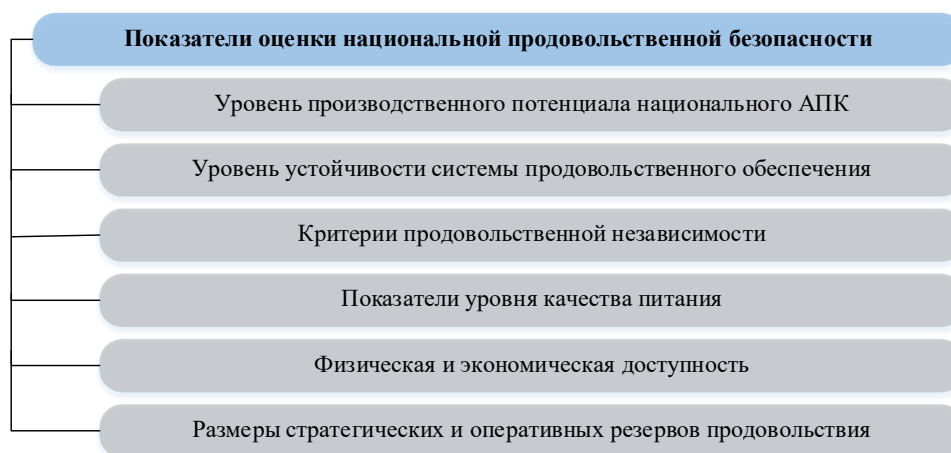 Показатели оценки национальной продовольственной безопасности
Уровень производственного потенциала национального АПК
Уровень устойчивости системы продовольственного обеспечения
Критерии продовольственной независимости
Показатели уровня качества питания
Физическая и экономическая доступность
Размеры стратегических и оперативных резервов продовольствия